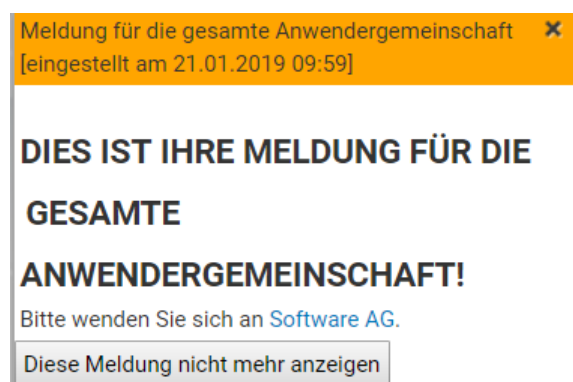 Meldung für die gesamte Anwendergemeinschaft
[eingestellt am 21.01.2019 09:59]
DIES IST IHRE MELDUNG FÜR DIE
GESAMTE
ANWENDERGEMEINSCHAFT!
Bitte wenden Sie sich an Software AG.
Diese Meldung nicht mehr anzeigen